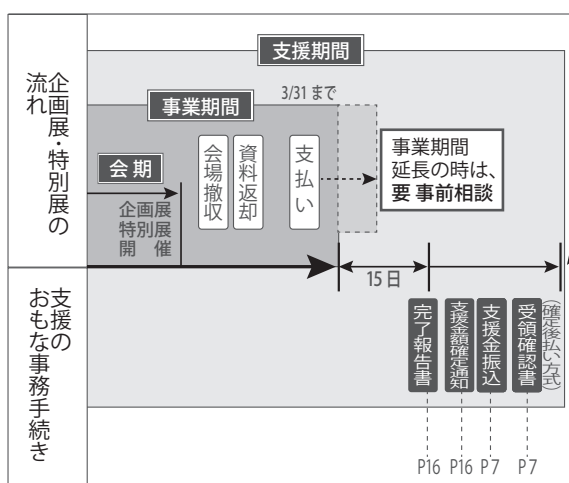 企画展・特別展の
流れ
支援期間
3/31 まで
事業期間
会 期
企画展
特別展
開　催
会場撤収
資料返却
支払い
事業期間
延長の時は、
要 事前相談
15 日
支援の
おもな事務手続き
完了報告書
支援金額確定通知
支援金振込
受領確認書
(確定後払い方式)
P16
P16
P7
P7